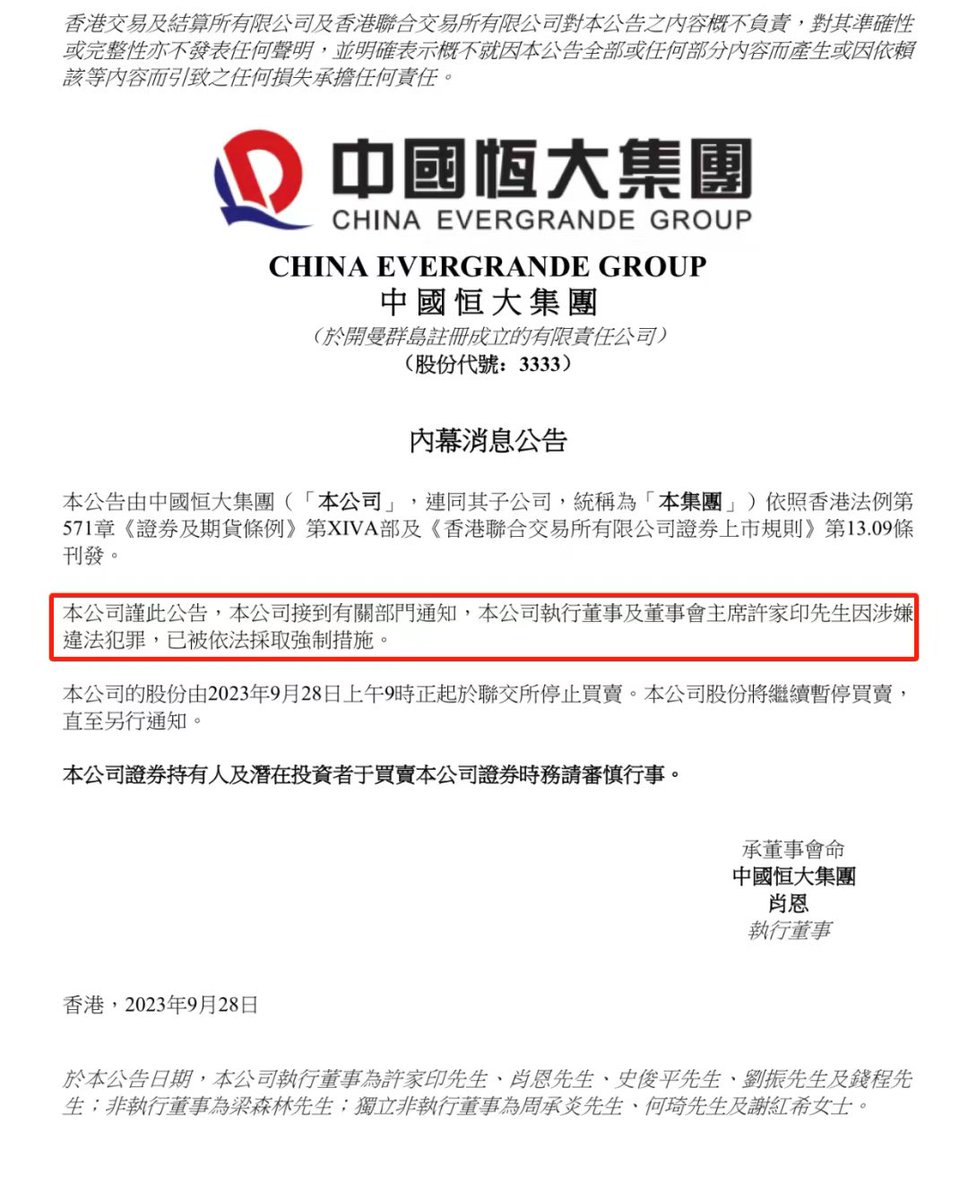 香港交易及結算所有限公司及香港聯合交易所有限公司對本公告之內容概不負責，對其準確性
或完整性亦不發表任何聲明，並明確表示概不就因本公告全部或任何部分內容而產生或因依賴
該等內容而引致之任何損失承擔任何責任。
中國恆大集團
CHINA EVERGRANDE GROUP
CHINA EVERGRANDE GROUP
中國恒大集團
（於開曼群島註冊成立的有限責任公司）
（股份代號：3333）
內幕消息公告
本公告由中國恒大集團（「本公司」，連同其子公司，統稱為「本集團」）依照香港法例第
571章《證券及期貨條例》第XIVA部及《香港聯合交易所有限公司證券上市規則》第13.09條
刊發。
本公司謹此公告，本公司接到有關部門通知，本公司執行董事及董事會主席許家印先生因涉嫌
違法犯罪，已被依法採取強制措施。
本公司的股份由2023年9月28日上午9時正起於聯交所停止買賣。本公司股份將繼續暫停買賣，
直至另行通知。
本公司證券持有人及潛在投資者于買賣本公司證券時務請審慎行事。
承董事會命
中國恒大集團
肖恩
執行董事
香港，2023年9月28日
於本公告日期，本公司執行董事為許家印先生、肖恩先生、史俊平先生、劉振先生及錢程先
生；非執行董事為梁森林先生；獨立非執行董事為周承炎先生、何琦先生及謝紅希女士。